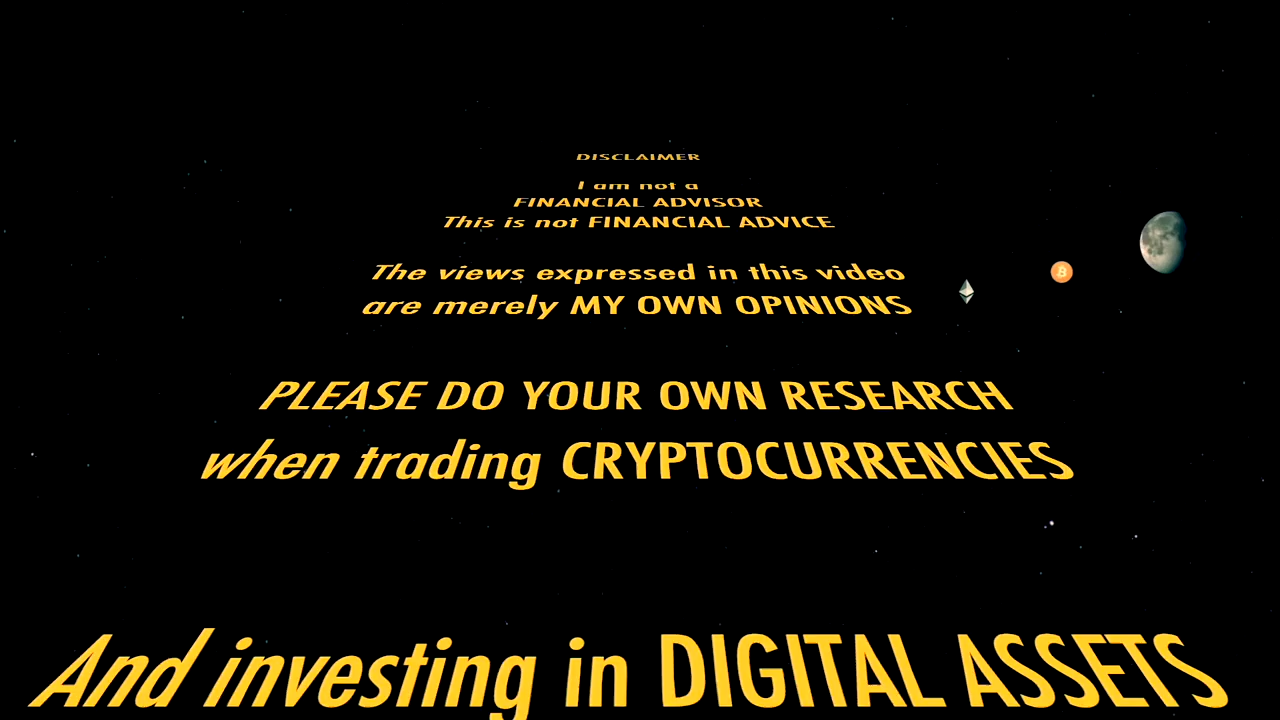 DISCLAIMER
I am not a
FINANCIAL ADVISOR
This is not FINANCIAL ADVICE
The views expressed in this video
are merely MY OWN OPINIONS
PLEASE DO YOUR OWN RESEARCH
when trading CRYPTOCURRENCIES
And investing in DIGITAL ASSETS